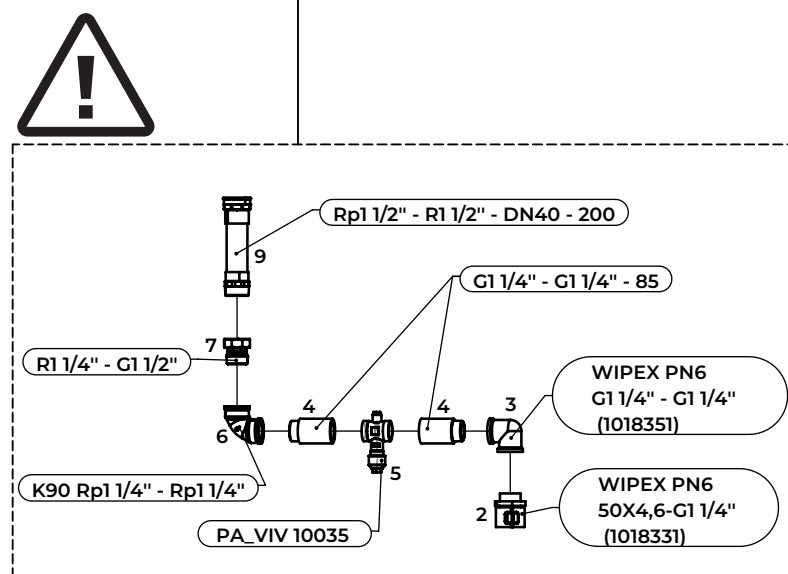 !
Rp1 1/2" - R1 1/2" - DN40 - 200
9
G1 1/4" - G1 1/4" - 85
7
R1 1/4" - G1 1/2"
WIPEX PN6
G1 1/4" - G1 1/4"
(1018351)
4
4
3
6
5
K90 Rp1 1/4" - Rp1 1/4"
WIPEX PN6
50X4,6-G1 1/4"
(1018331)
2
PA_VIV 10035